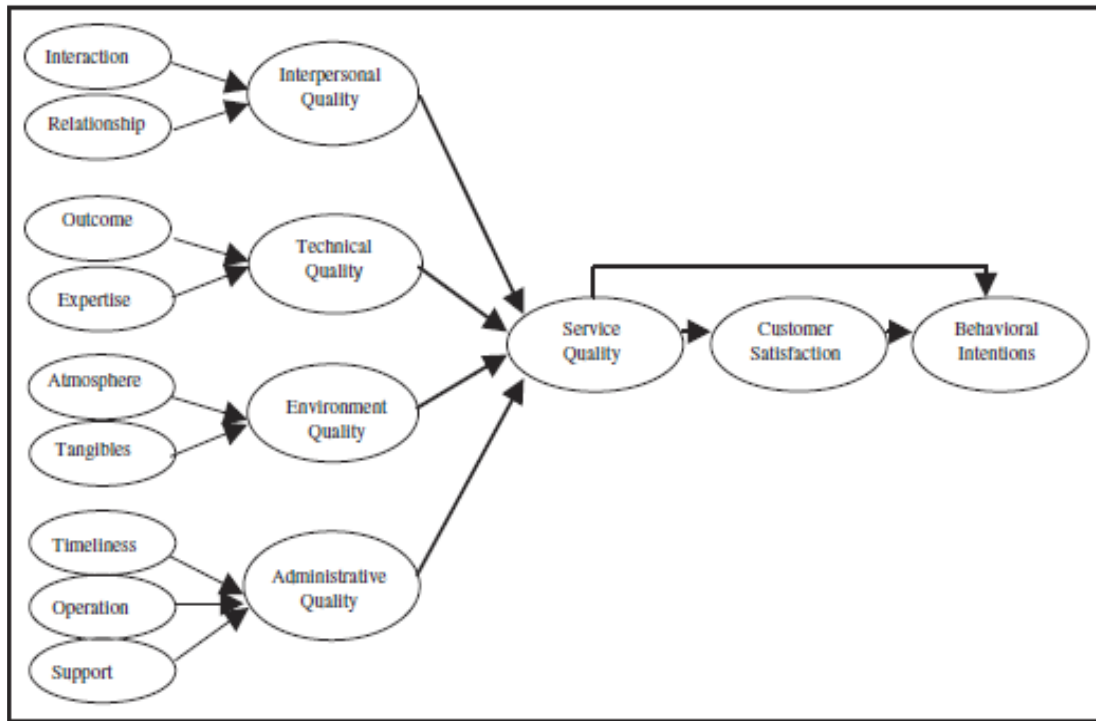 Interaction
Relationship
Interpersonal
Quality
Outcome
Expertise
Technical
Quality
Atmosphere
Tangibles
Environment
Quality
Timeliness
Operation
Support
Administrative
Quality
Service
Quality
Customer
Satisfaction
Behavioral
Intentions